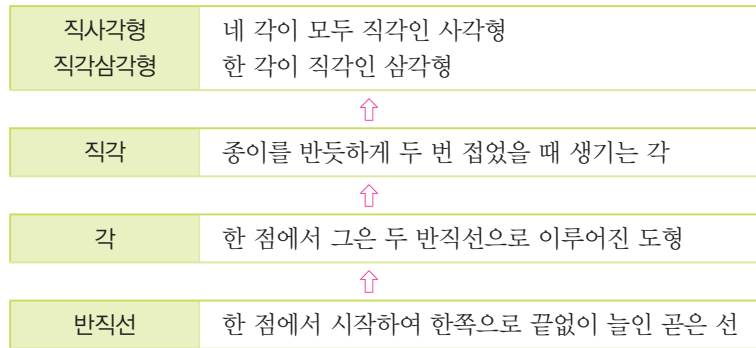 직사각형 네 각이 모두 직각인 사각형
직각삼각형 한 각이 직각인 삼각형
직각 종이를 반듯하게 두 번 접었을 때 생기는 각
각 한 점에서 그은 두 반직선으로 이루어진 도형
반직선 한 점에서 시작하여 한쪽으로 끝없이 늘인 곧은 선